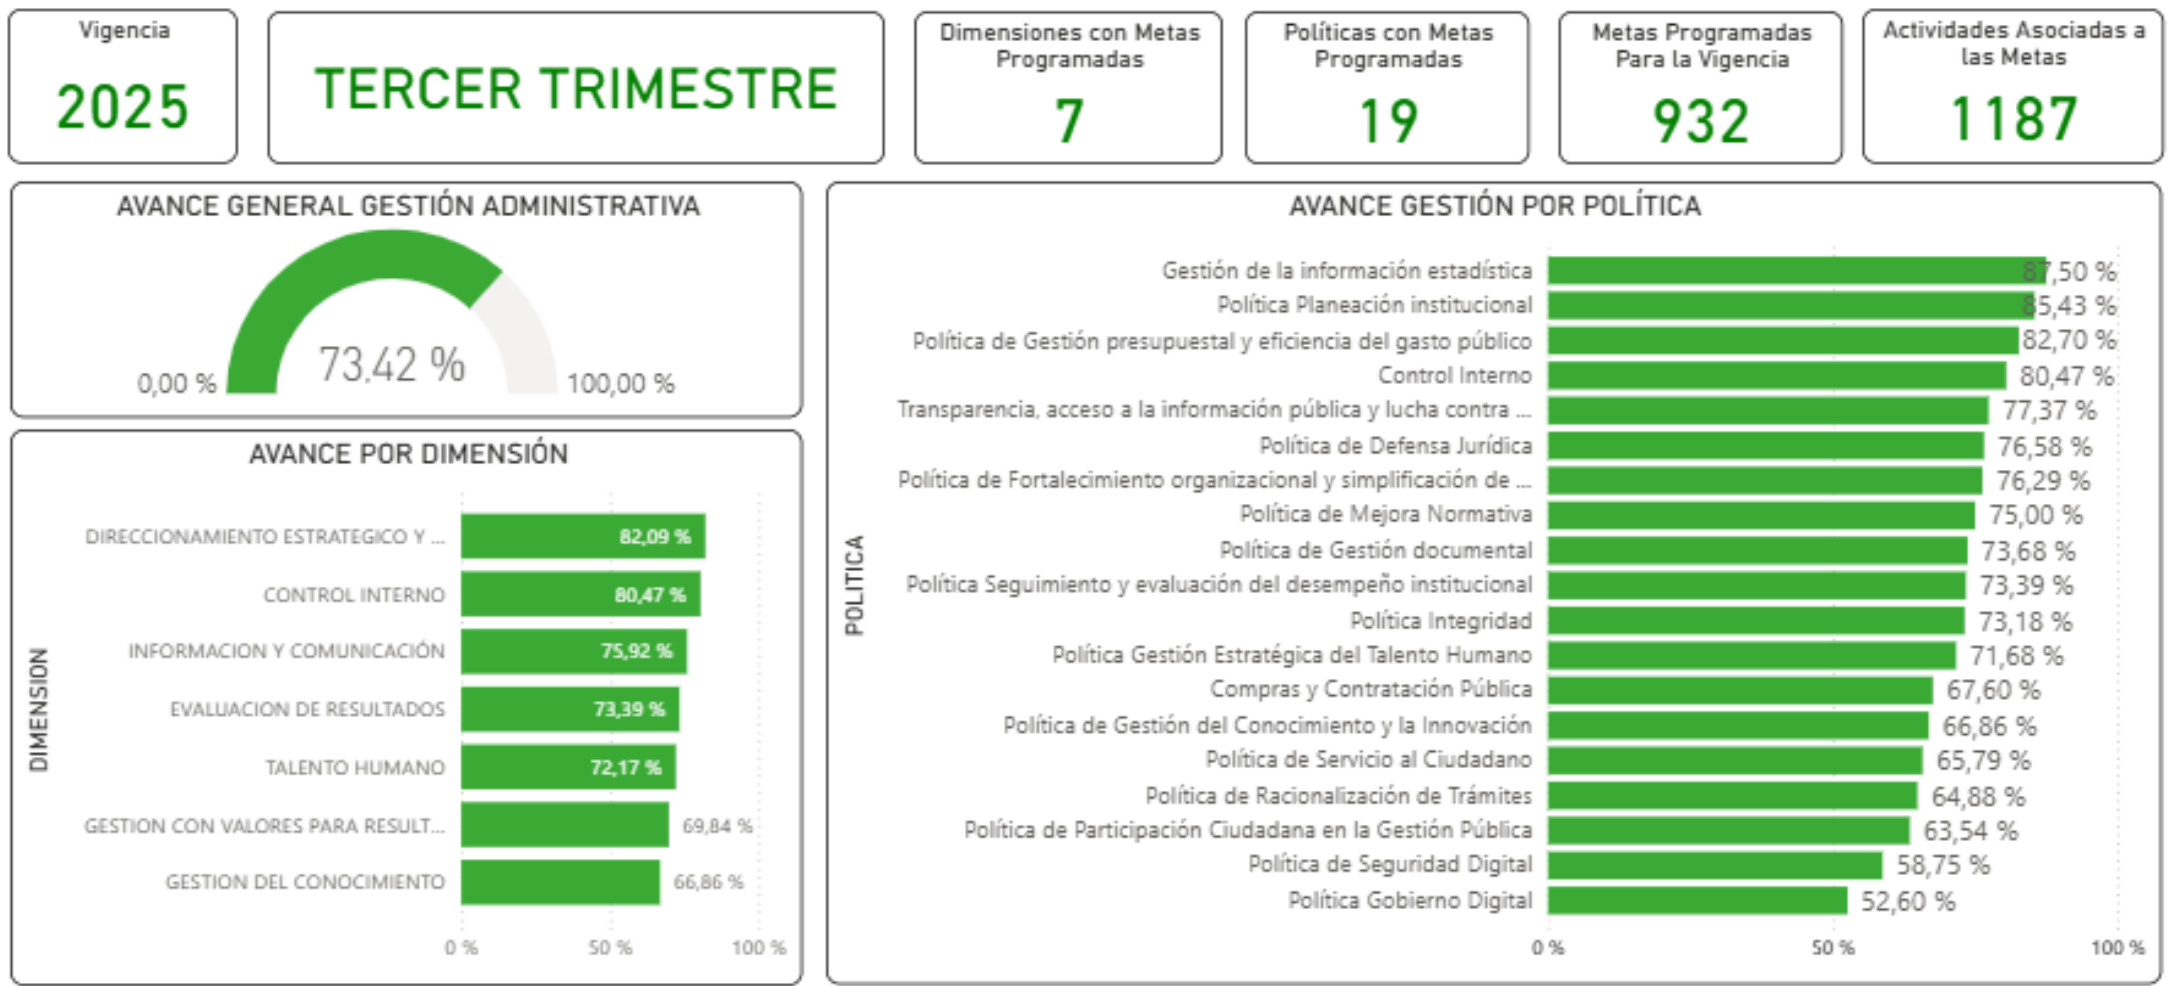 Vigencia
2025
TERCER TRIMESTRE
Dimensiones con Metas
Programadas
7
Políticas con Metas
Programadas
19
Metas Programadas
Para la Vigencia
932
Actividades Asociadas a
las Metas
1187
AVANCE GENERAL GESTIÓN ADMINISTRATIVA
73,42 %
0,00 %
100,00 %
AVANCE POR DIMENSIÓN
DIMENSION
DIRECCIONAMIENTO ESTRATEGICO Y ... 82,09 %
CONTROL INTERNO 80,47 %
INFORMACION Y COMUNICACIÓN 75,92 %
EVALUACION DE RESULTADOS 73,39 %
TALENTO HUMANO 72,17 %
GESTION CON VALORES PARA RESULT... 69,84 %
GESTION DEL CONOCIMIENTO 66,86 %
0 % 50 % 100 %
AVANCE GESTIÓN POR POLÍTICA
POLITICA
Gestión de la información estadística 87,50 %
Política Planeación institucional 85,43 %
Política de Gestión presupuestal y eficiencia del gasto público 82,70 %
Control Interno 80,47 %
Transparencia, acceso a la información pública y lucha contra ... 77,37 %
Política de Defensa Jurídica 76,58 %
Política de Fortalecimiento organizacional y simplificación de ... 76,29 %
Política de Mejora Normativa 75,00 %
Política de Gestión documental 73,68 %
Política Seguimiento y evaluación del desempeño institucional 73,39 %
Política Integridad 73,18 %
Política Gestión Estratégica del Talento Humano 71,68 %
Compras y Contratación Pública 67,60 %
Política de Gestión del Conocimiento y la Innovación 66,86 %
Política de Servicio al Ciudadano 65,79 %
Política de Racionalización de Trámites 64,88 %
Política de Participación Ciudadana en la Gestión Pública 63,54 %
Política de Seguridad Digital 58,75 %
Política Gobierno Digital 52,60 %
0 % 50 % 100 %